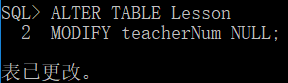 SQL> ALTER TABLE Lesson
  2  MODIFY teacherNum NULL;
表已更改。